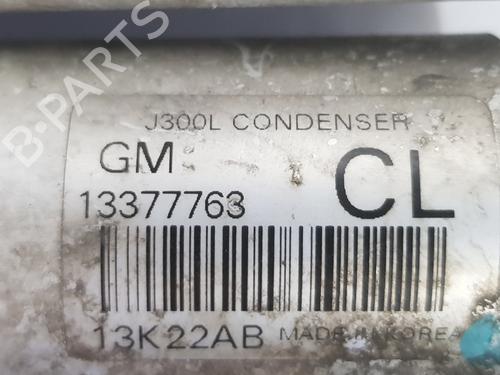 J300L CONDENSER
GM
CL
13377763
13K22AB MADE IN KOREA
B-PARTS